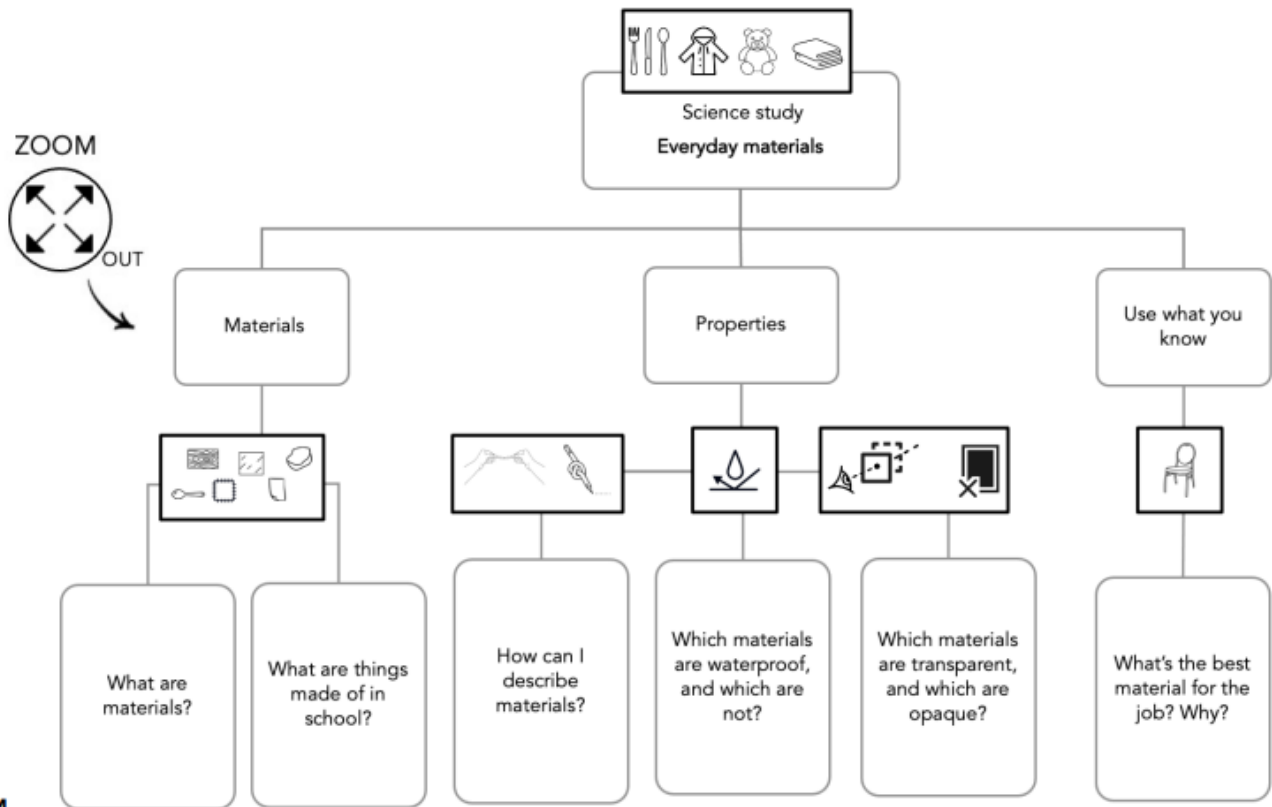 Science study
Everyday materials
ZOOM
OUT
Materials
Properties
Use what you
know
What are
materials?
What are things
made of in
school?
How can I
describe
materials?
Which materials
are waterproof,
and which are
not?
Which materials
are transparent,
and which are
opaque?
What's the best
material for the
job? Why?